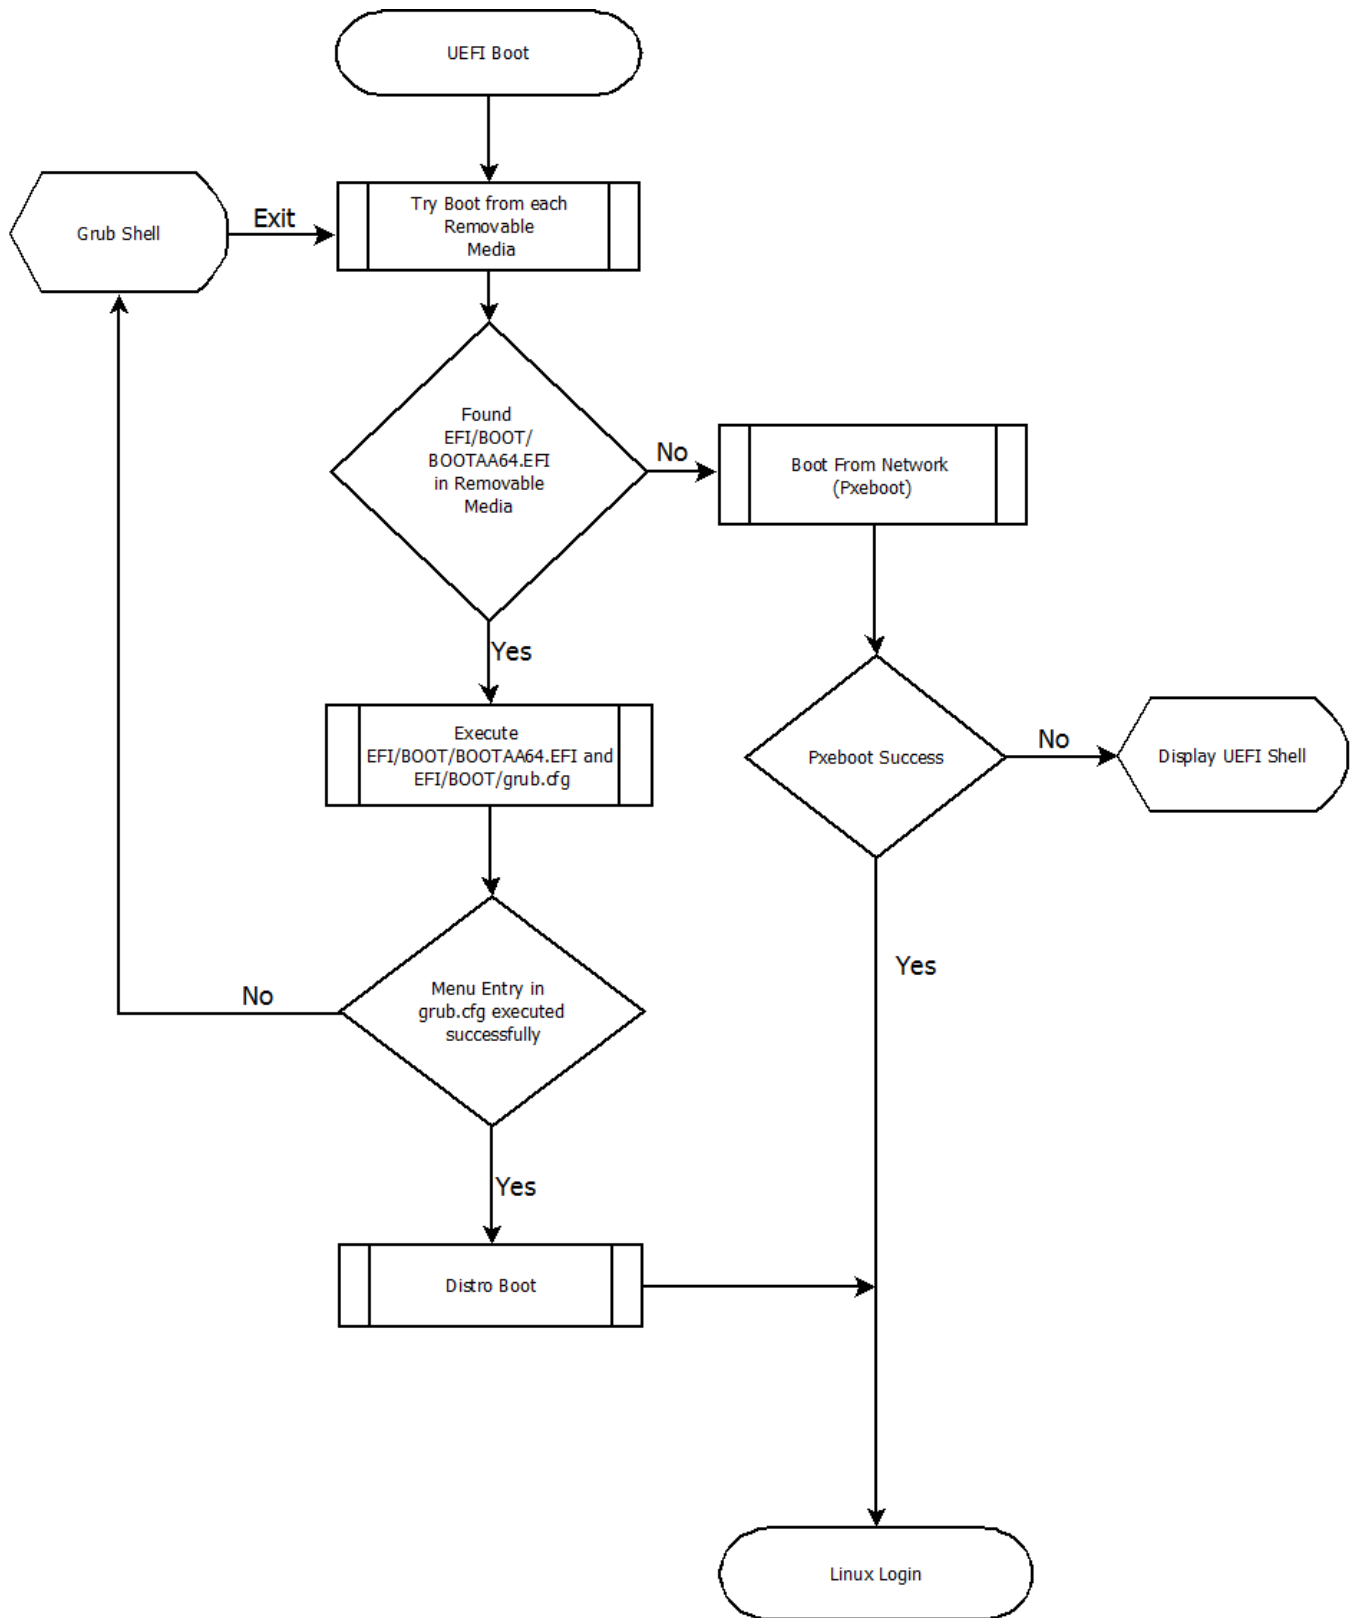 UEFI Boot
Try Boot from each
Removable
Media
Grub Shell
Exit
Found
EFI/BOOT/
BOOTAA64.EFI
in Removable
Media
No
Boot From Network
(Pxeboot)
Yes
Execute
EFI/BOOT/BOOTAA64.EFI and
EFI/BOOT/grub.cfg
Pxeboot Success
No
Display UEFI Shell
Yes
Menu Entry in
grub.cfg executed
successfully
No
Yes
Distro Boot
Linux Login